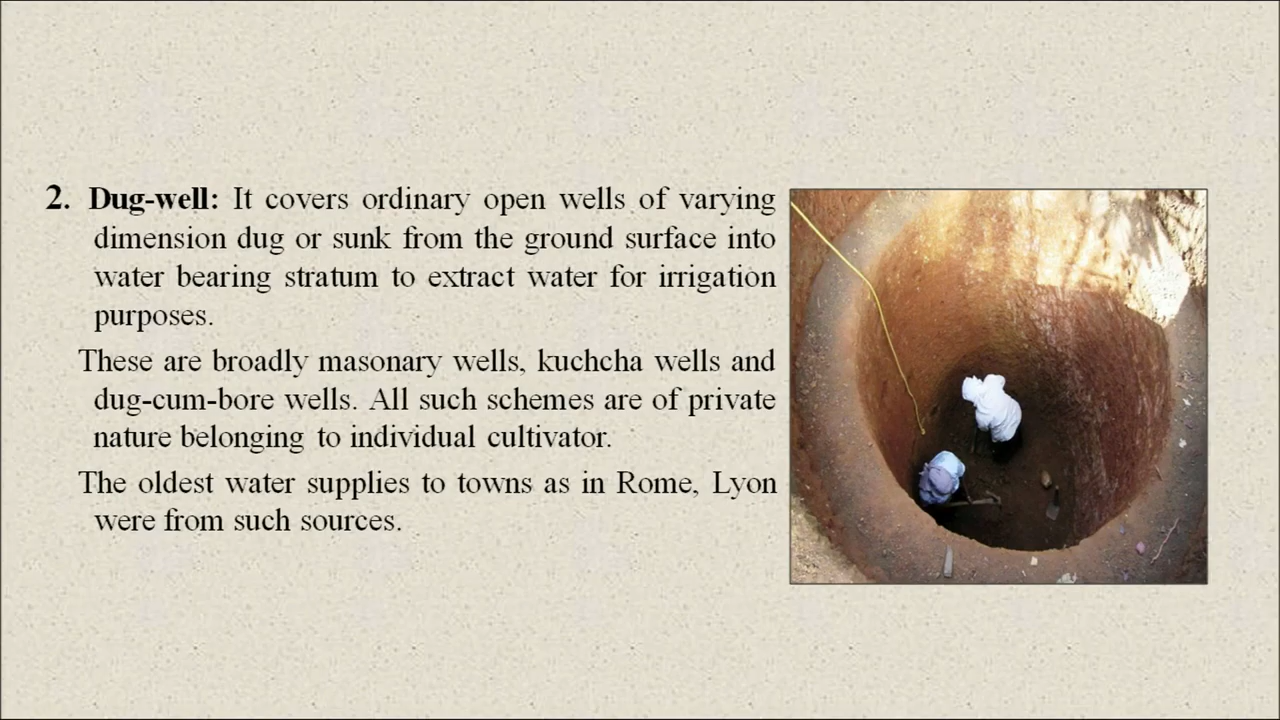 2. Dug-well: It covers ordinary open wells of varying
dimension dug or sunk from the ground surface into
water bearing stratum to extract water for irrigation
purposes.
These are broadly masonary wells, kuchcha wells and
dug-cum-bore wells. All such schemes are of private
nature belonging to individual cultivator.
The oldest water supplies to towns as in Rome, Lyon
were from such sources.